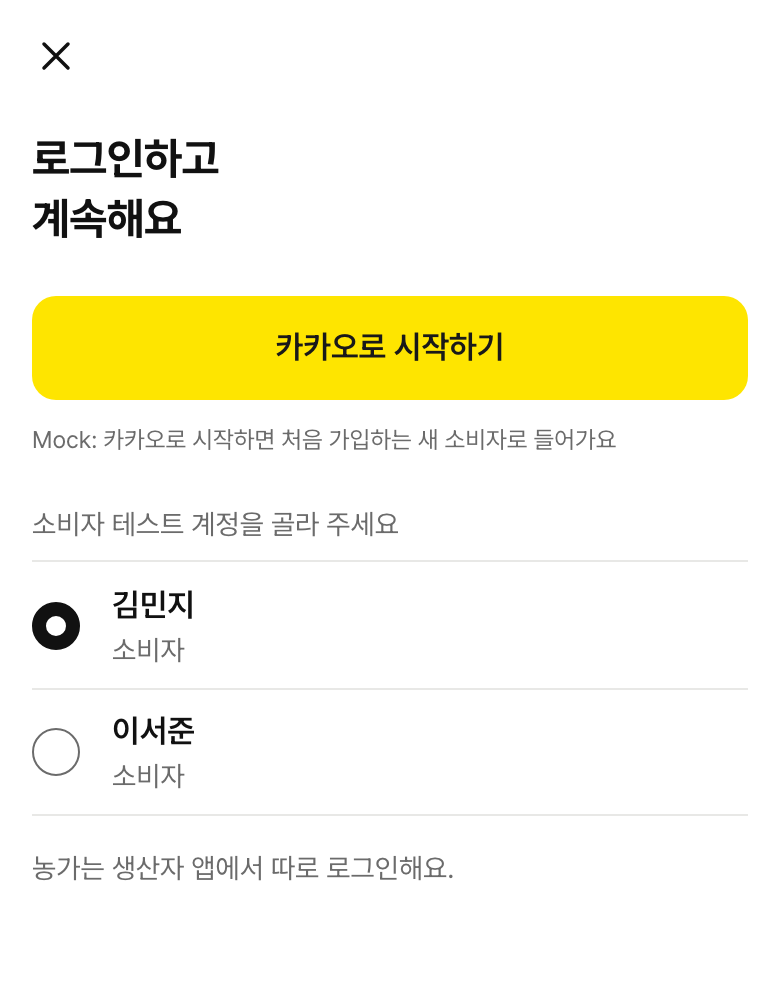 로그인하고
계속해요
카카오로 시작하기
Mock: 카카오로 시작하면 처음 가입하는 새 소비자로 들어가요
소비자 테스트 계정을 골라 주세요
김민지
소비자
이서준
소비자
농가는 생산자 앱에서 따로 로그인해요.